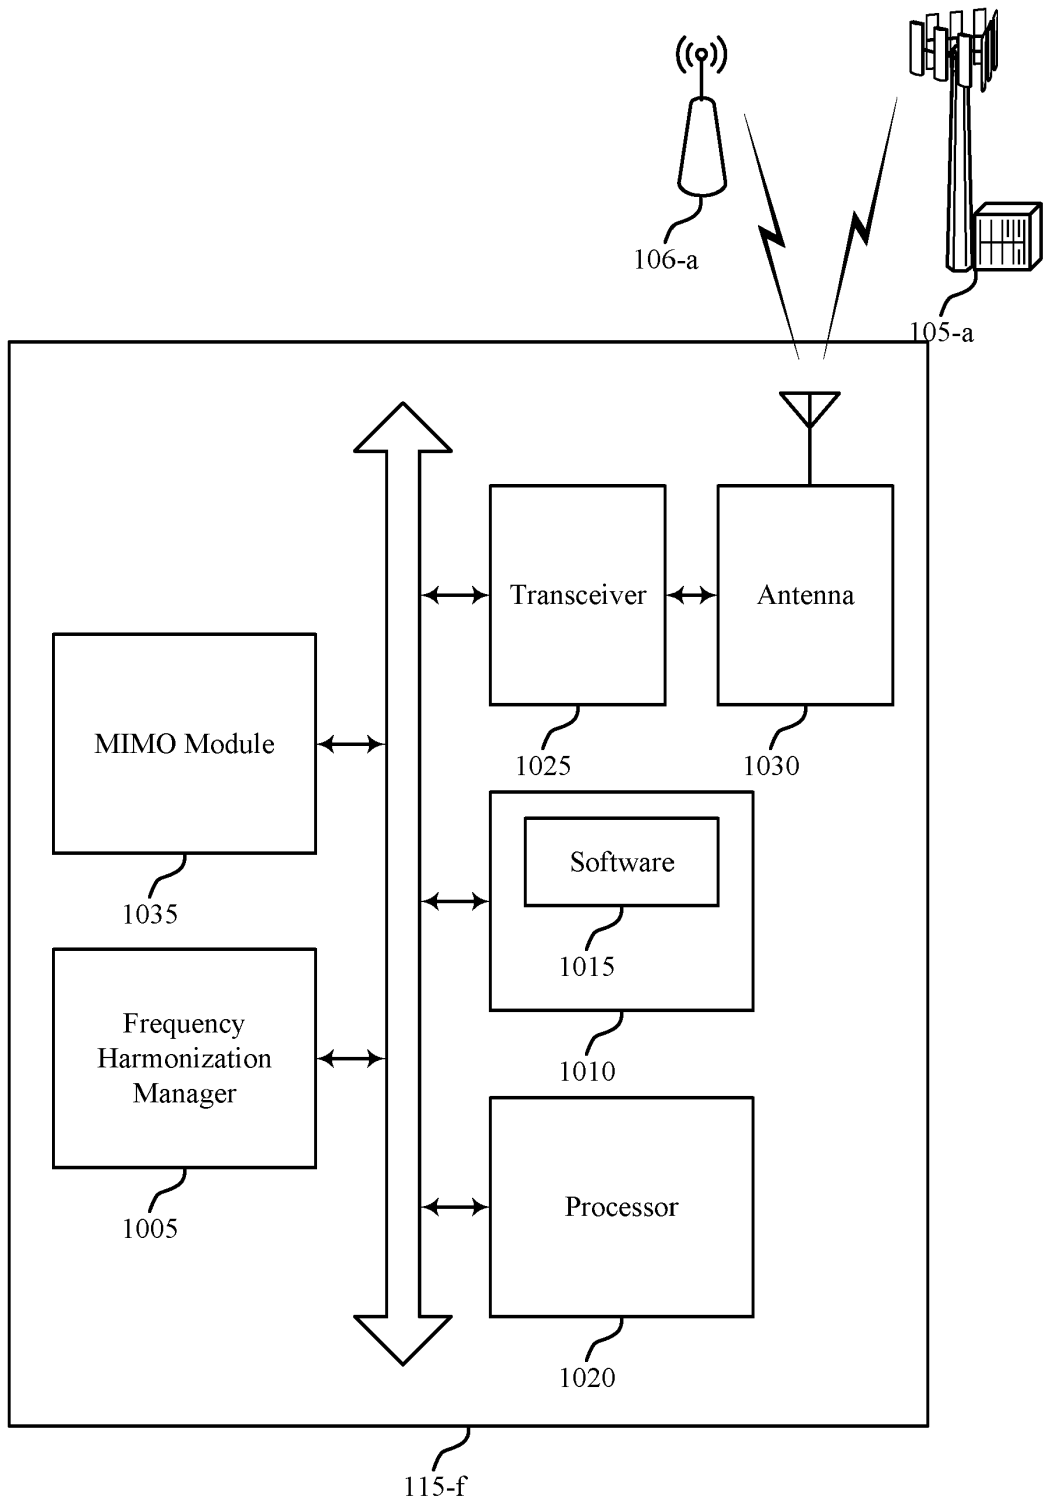 106-a
105-a
Transceiver
Antenna
1025
1030
MIMO Module
1035
Software
1015
1010
Frequency
Harmonization
Manager
1005
Processor
1020
115-f